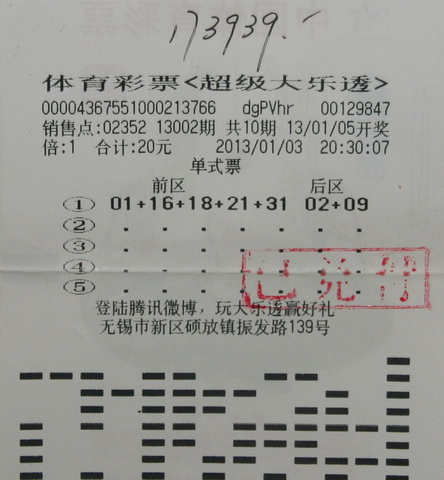 173939.-
体育彩票<超级大乐透>
00004367551000213766 dgPVhr 00129847
销售点:02352 13002期 共10期 13/01/05开奖
倍:1 合计:20元 2013/01/03 20:30:07
单式票
前区 后区
① 01+16+18+21+31 02+09
②
③
④
⑤
已兑付
登陆腾讯微博，玩大乐透赢好礼
无锡市新区硕放镇振发路139号